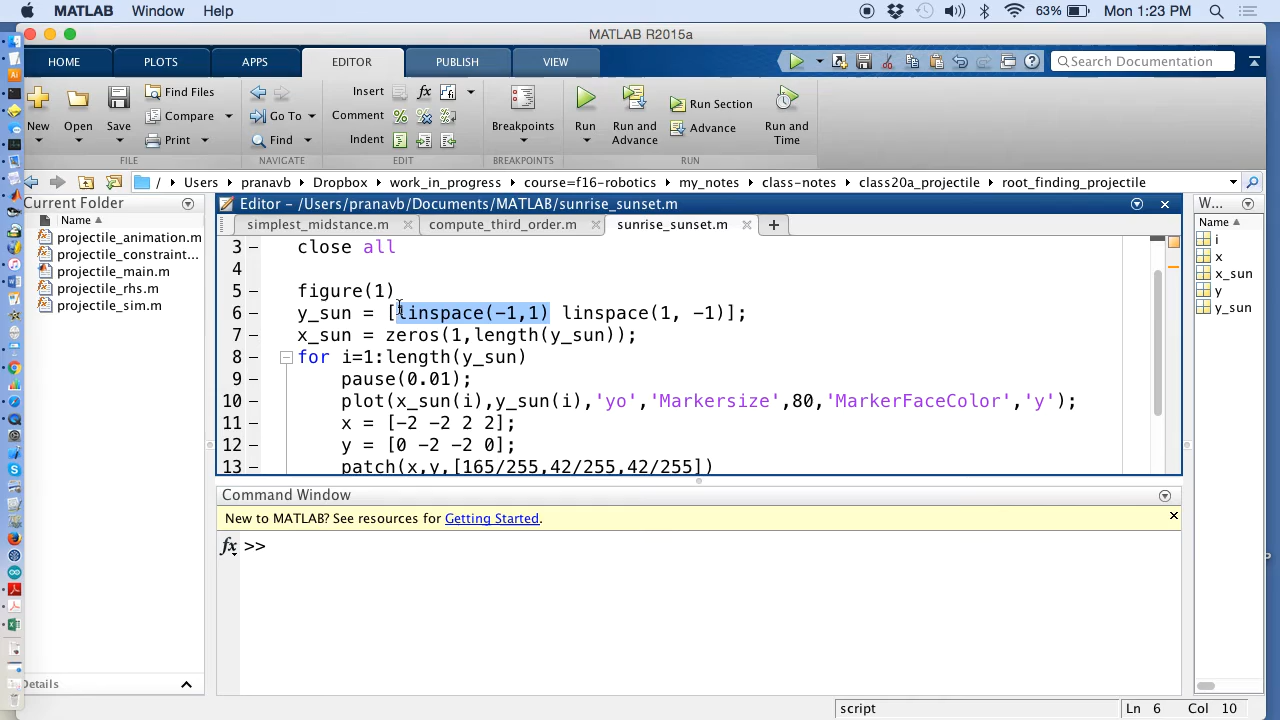 MATLAB Window Help 63% Mon 1:23 PM
MATLAB R2015a
HOME PLOTS APPS EDITOR PUBLISH VIEW Search Documentation
New Open Save Find Files Compare Print
Insert fx Comment Indent
Go To Find
Breakpoints Run Run and Advance Run Section Advance Run and Time
FILE NAVIGATE EDIT BREAKPOINTS RUN
/ Users pranavb Dropbox work_in_progress course=f16-robotics my_notes class-notes class20a_projectile root_finding_projectile
Current Folder
Name
projectile_animation.m
projectile_constraint...
projectile_main.m
projectile_rhs.m
projectile_sim.m
Details
Editor - /Users/pranavb/Documents/MATLAB/sunrise_sunset.m
simplest_midstance.m compute_third_order.m sunrise_sunset.m
3 – close all
4
5 – figure(1)
6 – y_sun = [linspace(-1,1) linspace(1, -1)];
7 – x_sun = zeros(1,length(y_sun));
8 – for i=1:length(y_sun)
9 – pause(0.01);
10 – plot(x_sun(i),y_sun(i),'yo','Markersize',80,'MarkerFaceColor','y');
11 – x = [-2 -2 2 2];
12 – y = [0 -2 -2 0];
13 – patch(x,y,[165/255,42/255,42/255])
Command Window
New to MATLAB? See resources for Getting Started.
fx >>
W...
Name
i
x
x_sun
y
y_sun
script Ln 6 Col 10